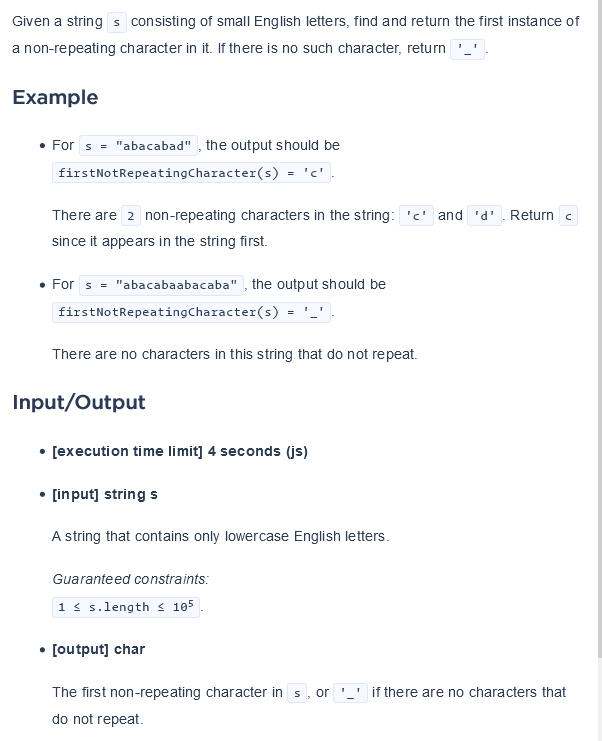 Given a string s consisting of small English letters, find and return the first instance of
a non-repeating character in it. If there is no such character, return '_'.
Example
• For s = "abacabad", the output should be
firstNotRepeatingCharacter(s) = 'c'.
There are 2 non-repeating characters in the string: 'c' and 'd'. Return c
since it appears in the string first.
• For s = "abacabaabacaba", the output should be
firstNotRepeatingCharacter(s) = '_'.
There are no characters in this string that do not repeat.
Input/Output
• [execution time limit] 4 seconds (js)
• [input] string s
A string that contains only lowercase English letters.
Guaranteed constraints:
1 ≤ s.length ≤ 10⁵.
• [output] char
The first non-repeating character in s, or '_' if there are no characters that
do not repeat.